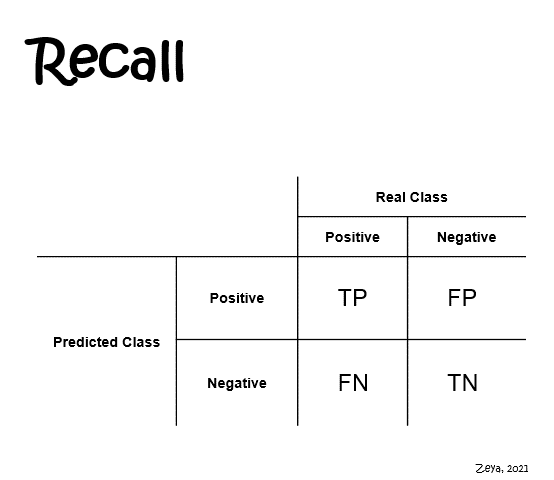 Recall
Real Class
Positive Negative
Positive TP FP
Predicted Class
Negative FN TN
Zeya, 2021